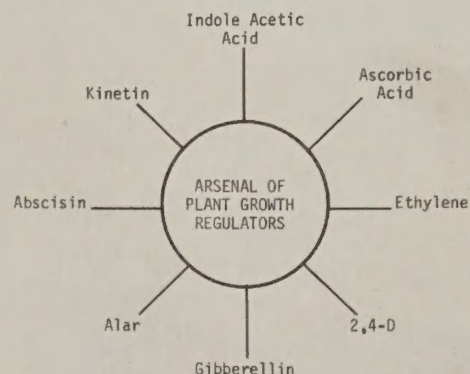 Indole Acetic
Acid
Kinetin
Ascorbic
Acid
Abscisin
ARSENAL OF
PLANT GROWTH
REGULATORS
Ethylene
Alar
2,4-D
Gibberellin